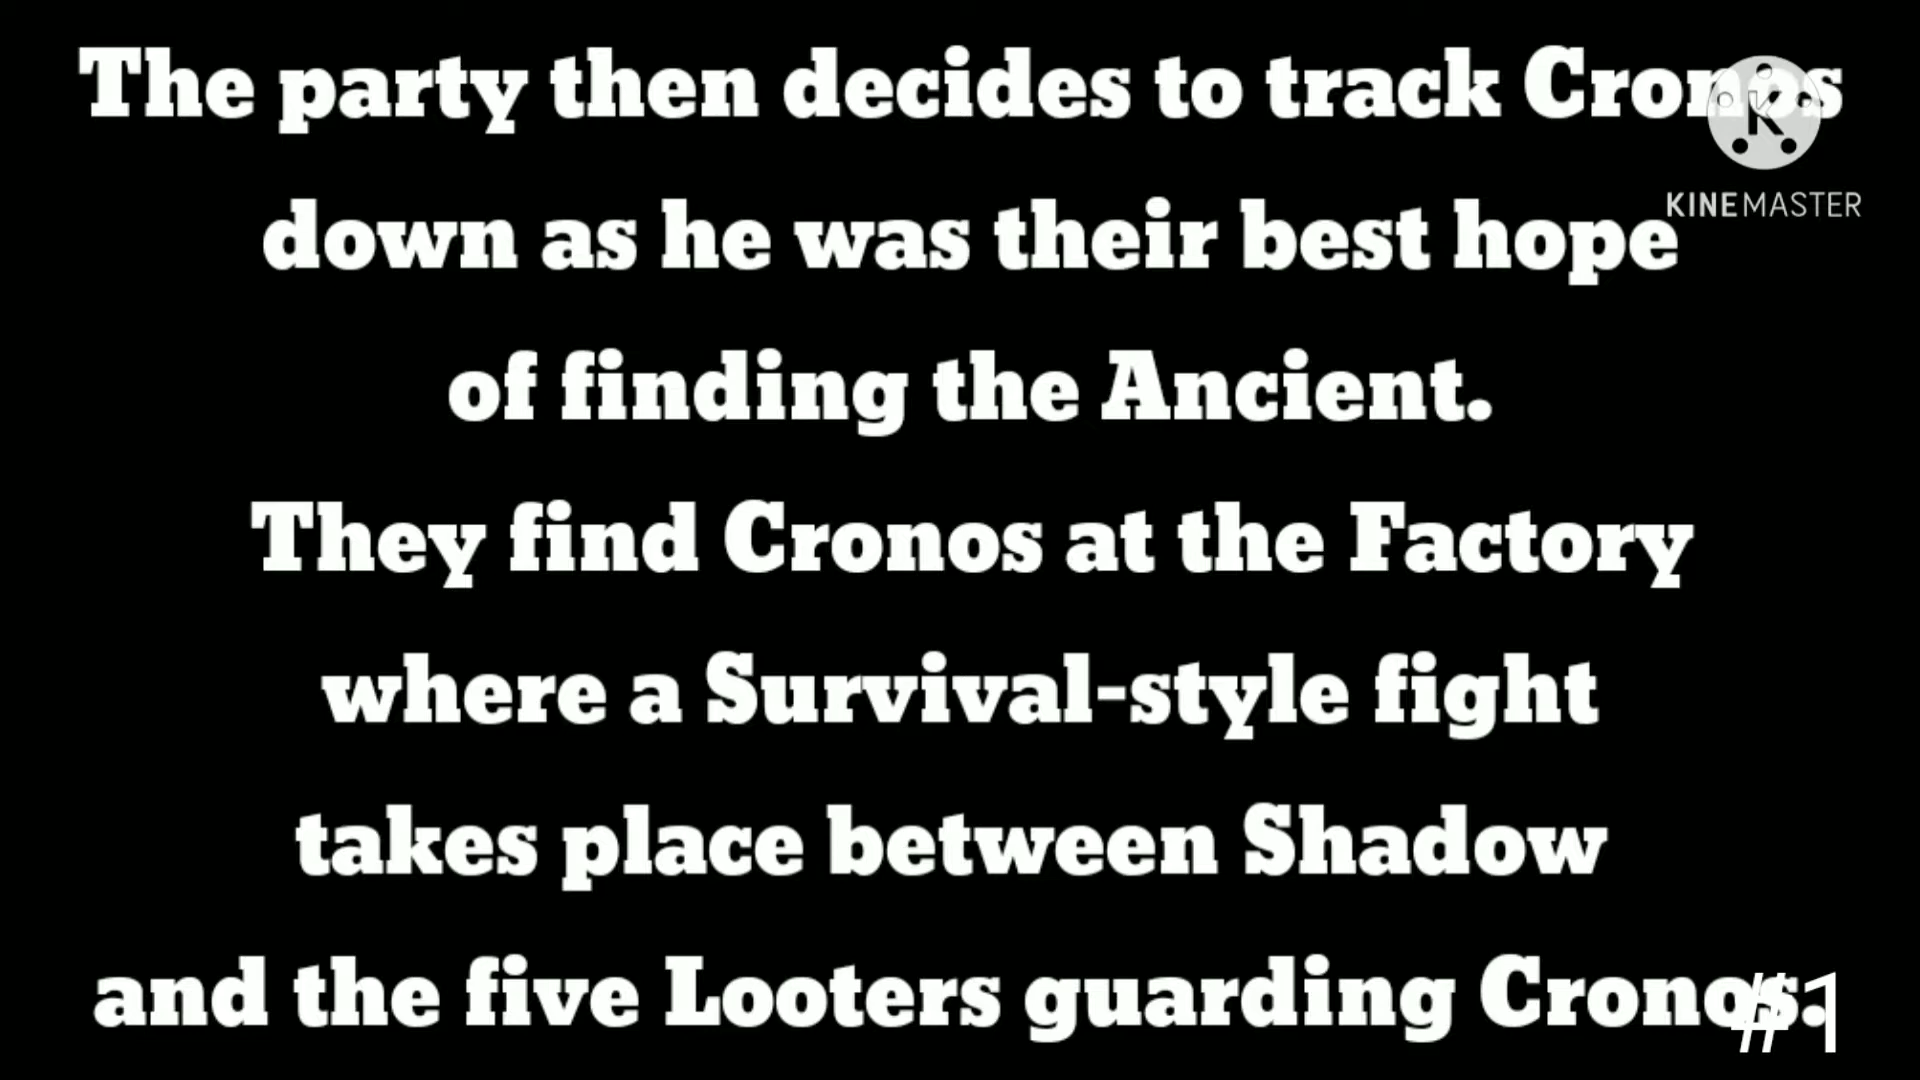 The party then decides to track Cronos
down as he was their best hope
of finding the Ancient.
They find Cronos at the Factory
where a Survival-style fight
takes place between Shadow
and the five Looters guarding Cronos.
K
KINEMASTER
#1